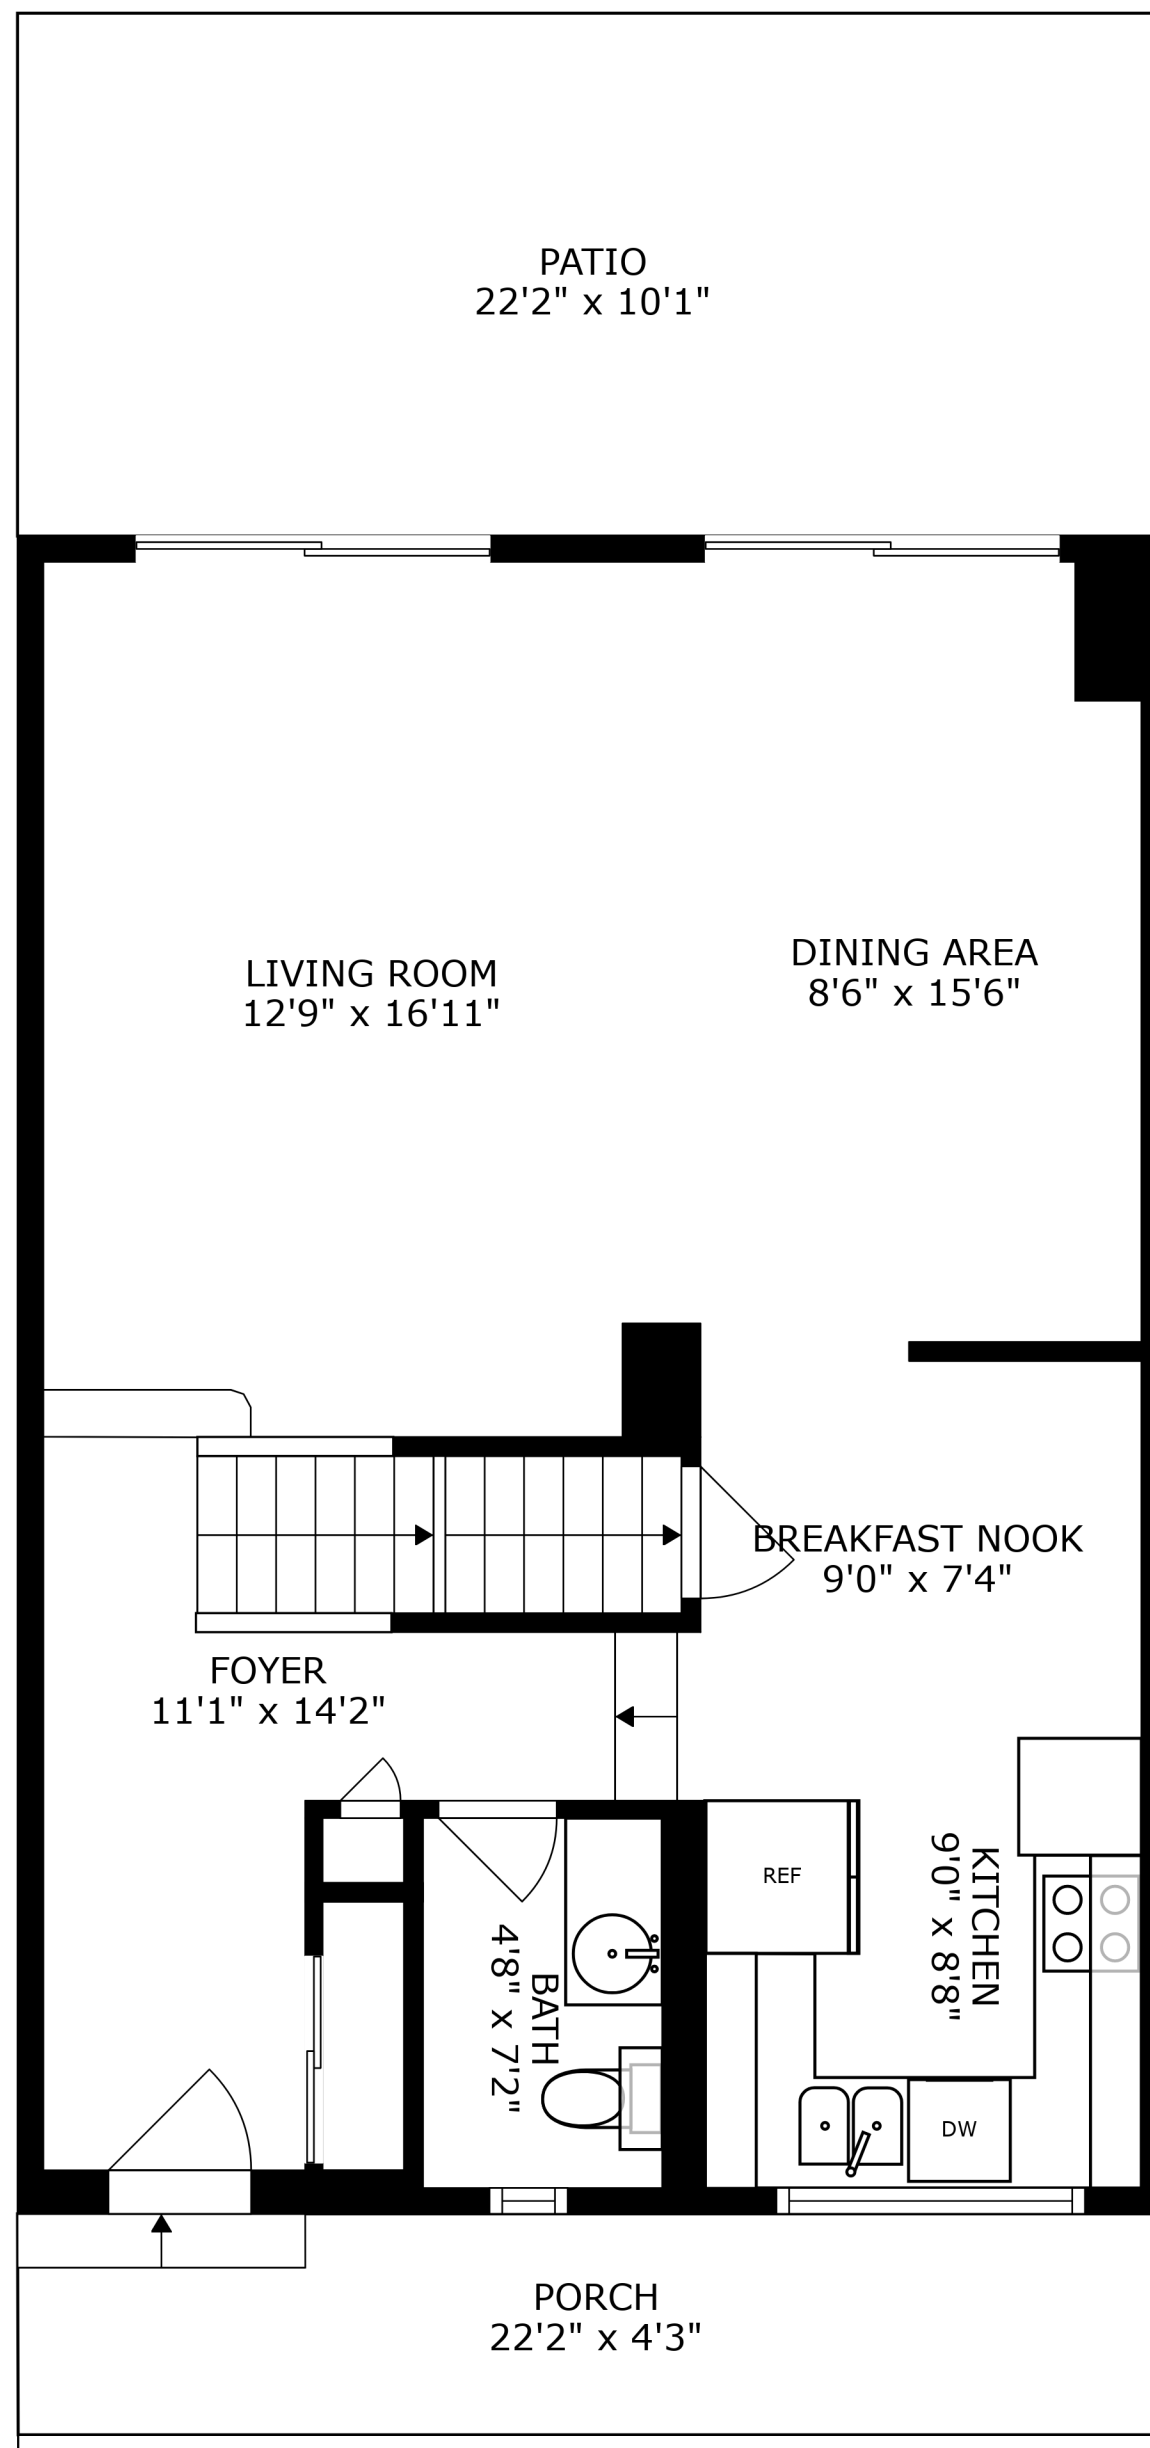 PATIO
22'2" x 10'1"
LIVING ROOM
12'9" x 16'11"
DINING AREA
8'6" x 15'6"
BREAKFAST NOOK
9'0" x 7'4"
FOYER
11'1" x 14'2"
REF
KITCHEN
9'0" x 8'8"
BATH
4'8" x 7'2"
DW
PORCH
22'2" x 4'3"